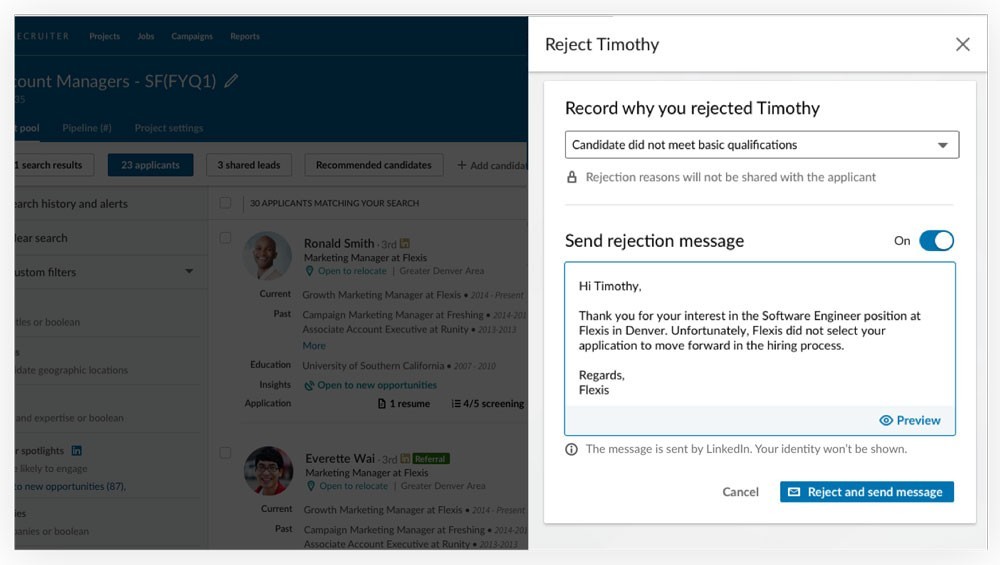 ECRUITER Projects Jobs Campaigns Reports
ount Managers - SF(FYQ1)
35
t pool Pipeline (#) Project settings
1 search results 23 applicants 3 shared leads Recommended candidates + Add candida
earch history and alerts
lear search
ustom filters
tles or boolean
s
didate geographic locations
and expertise or boolean
r spotlights in
e likely to engage
o new opportunities (87),
ies
panies or boolean
30 APPLICANTS MATCHING YOUR SEARCH
Ronald Smith · 3rd in
Marketing Manager at Flexis
Open to relocate | Greater Denver Area
Current Growth Marketing Manager at Flexis • 2014 - Present
Past Campaign Marketing Manager at Freshing • 2014-201
Associate Account Executive at Runity • 2013-2013
More
Education University of Southern California • 2007 - 2010
Insights Open to new opportunities
Application 1 resume 4/5 screening
Everette Wai · 3rd in Referral
Marketing Manager at Flexis
Open to relocate | Greater Denver Area
Current Growth Marketing Manager at Flexis • 2014 - Present
Past Campaign Marketing Manager at Freshing • 2014-201
Associate Account Executive at Runity • 2013-2013
Reject Timothy
Record why you rejected Timothy
Candidate did not meet basic qualifications
Rejection reasons will not be shared with the applicant
Send rejection message On
Hi Timothy,
Thank you for your interest in the Software Engineer position at
Flexis in Denver. Unfortunately, Flexis did not select your
application to move forward in the hiring process.
Regards,
Flexis
Preview
The message is sent by LinkedIn. Your identity won't be shown.
Cancel Reject and send message